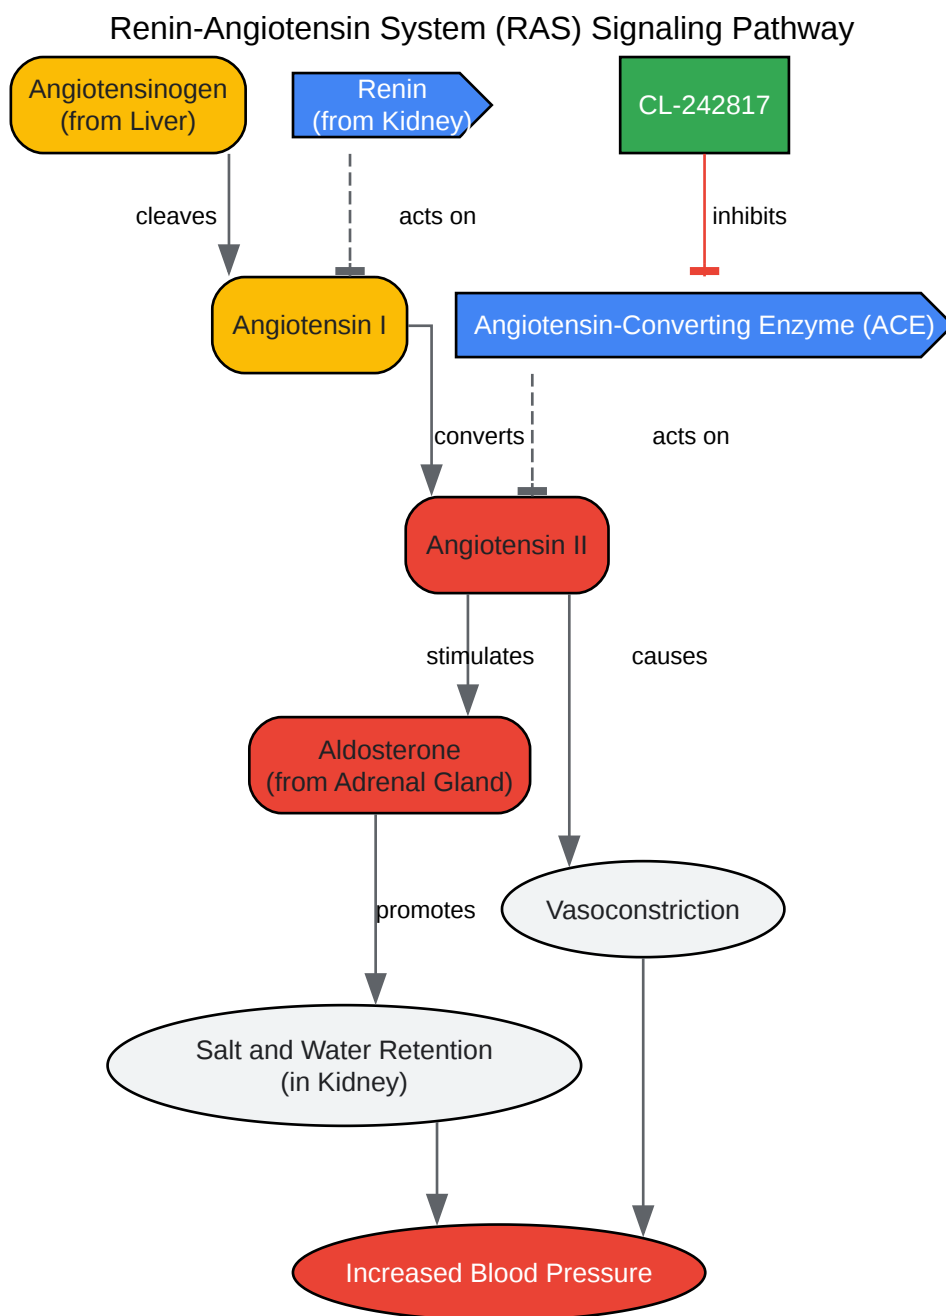 Renin-Angiotensin System (RAS) Signaling Pathway
Angiotensinogen
(from Liver)
Renin
(from Kidney)
CL-242817
cleaves
acts on
inhibits
Angiotensin I
Angiotensin-Converting Enzyme (ACE)
converts
acts on
Angiotensin II
stimulates
causes
Aldosterone
(from Adrenal Gland)
promotes
Vasoconstriction
Salt and Water Retention
(in Kidney)
Increased Blood Pressure